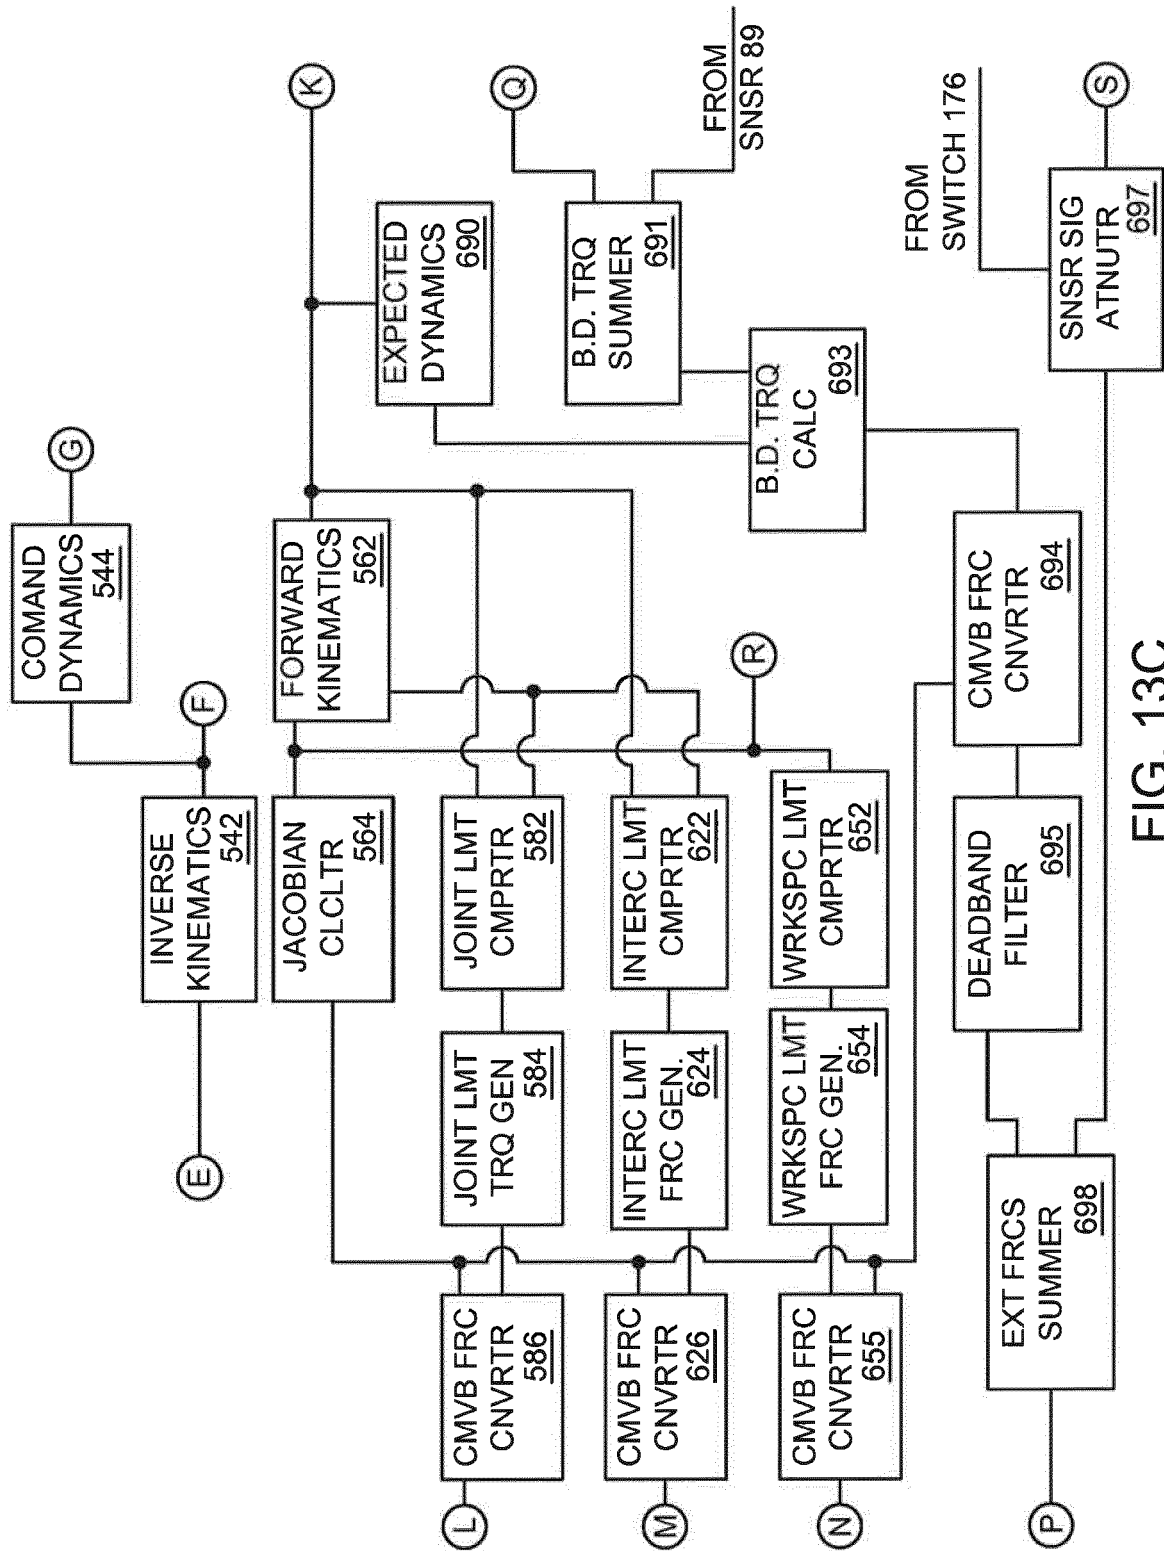 COMAND
DYNAMICS
544
G
F
INVERSE
KINEMATICS
542
E
K
FORWARD
KINEMATICS
562
JACOBIAN
CLCLTR
564
EXPECTED
DYNAMICS
690
JOINT LMT
CMPRTR
582
JOINT LMT
TRQ GEN
584
CMVB FRC
CNVRTR
586
L
Q
B.D. TRQ
SUMMER
691
FROM
SNSR 89
INTERC LMT
CMPRTR
622
INTERC LMT
FRC GEN.
624
CMVB FRC
CNVRTR
626
M
B.D. TRQ
CALC
693
R
WRKSPC LMT
CMPRTR
652
WRKSPC LMT
FRC GEN.
654
CMVB FRC
CNVRTR
655
N
FROM
SWITCH 176
CMVB FRC
CNVRTR
694
DEADBAND
FILTER
695
S
SNSR SIG
ATNUTR
697
EXT FRCS
SUMMER
698
P
FIG. 13C